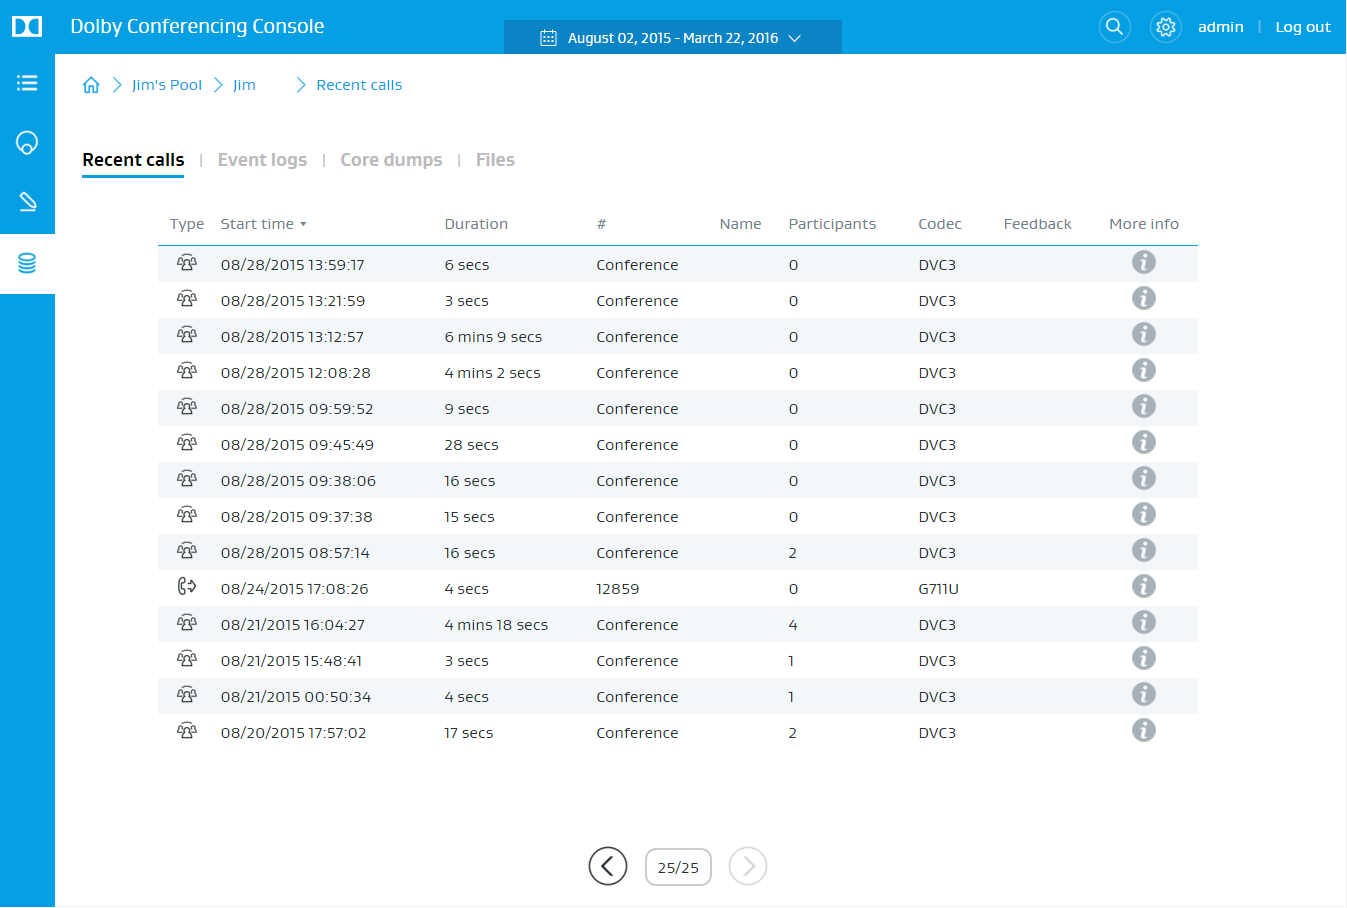 Dolby Conferencing Console
August 02, 2015 - March 22, 2016
admin | Log out
Jim's Pool Jim Recent calls
Recent calls | Event logs | Core dumps | Files
Type Start time Duration # Name Participants Codec Feedback More info
08/28/2015 13:59:17 6 secs Conference 0 DVC3
08/28/2015 13:21:59 3 secs Conference 0 DVC3
08/28/2015 13:12:57 6 mins 9 secs Conference 0 DVC3
08/28/2015 12:08:28 4 mins 2 secs Conference 0 DVC3
08/28/2015 09:59:52 9 secs Conference 0 DVC3
08/28/2015 09:45:49 28 secs Conference 0 DVC3
08/28/2015 09:38:06 16 secs Conference 0 DVC3
08/28/2015 09:37:38 15 secs Conference 0 DVC3
08/28/2015 08:57:14 16 secs Conference 2 DVC3
08/24/2015 17:08:26 4 secs 12859 0 G711U
08/21/2015 16:04:27 4 mins 18 secs Conference 4 DVC3
08/21/2015 15:48:41 3 secs Conference 1 DVC3
08/21/2015 00:50:34 4 secs Conference 1 DVC3
08/20/2015 17:57:02 17 secs Conference 2 DVC3
25/25